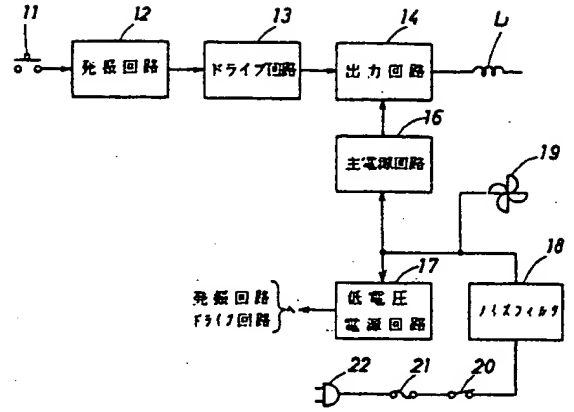 11
12
13
14
L
発振回路
ドライブ回路
出力回路
16
主電源回路
19
17
18
発振回路
ドライブ回路
低電圧
電源回路
ノイズフィルタ
22
21
20